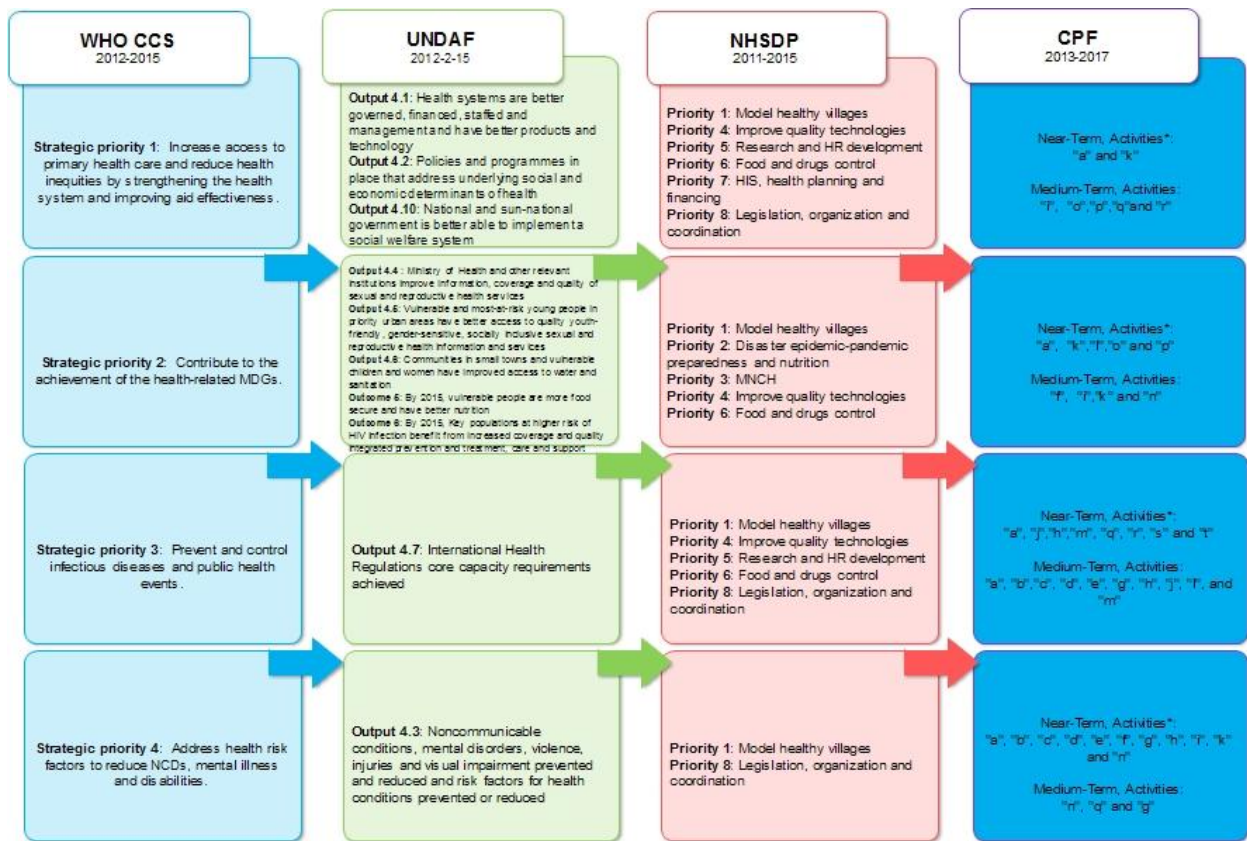 WHO CCS
2012-2015
UNDAF
2012-2-15
NHSDP
2011-2015
CPF
2013-2017
Strategic priority 1: Increase access to
primary health care and reduce health
inequities by strengthening the health
system and improving aid effectiveness.
Output 4.1: Health systems are better
governed, financed, staffed and
management and have better products and
technology
Output 4.2: Policies and programmes in
place that address underlying social and
economic determinants of health
Output 4.10: National and sun-national
government is better able to implement a
social welfare system
Priority 1: Model healthy villages
Priority 4: Improve quality technologies
Priority 5: Research and HR development
Priority 6: Food and drugs control
Priority 7: HIS, health planning and
financing
Priority 8: Legislation, organization and
coordination
Near-Term, Activities*:
"a" and "k"
Medium-Term, Activities:
"o","p","q"and "r"
Strategic priority 2: Contribute to the
achievement of the health-related MDGs.
Output 4.4 : Ministry of Health and other relevant
institutions improve information, coverage and quality of
sexual and reproductive health services
Output 4.5: Vulnerable and most-at-risk young people in
priority urban areas have better access to quality youth-
friendly, gender-sensitive, socially inclusive sexual and
reproductive health information and services
Output 4.6: Communities in small towns and vulnerable
children and women have improved access to water and
sanitation
Outcome 5: By 2015, vulnerable people are more food
secure and have better nutrition
Outcome 6: By 2015, Key populations at higher risk of
HIV infection benefit from increased coverage and quality
integrated prevention and treatment, care and support
Priority 1: Model healthy villages
Priority 2: Disaster epidemic-pandemic
preparedness and nutrition
Priority 3: MNCH
Priority 4: Improve quality technologies
Priority 6: Food and drugs control
Near-Term, Activities*:
"a", "k","o" and "p"
Medium-Term, Activities:
"k" and "n"
Strategic priority 3: Prevent and control
infectious diseases and public health
events.
Output 4.7: International Health
Regulations core capacity requirements
achieved
Priority 1: Model healthy villages
Priority 4: Improve quality technologies
Priority 5: Research and HR development
Priority 6: Food and drugs control
Priority 8: Legislation, organization and
coordination
Near-Term, Activities*:
"a", "j","h","m", "q", "r", "s" and "t"
Medium-Term, Activities:
"a", "b","c", "d", "e", "g", "h", "j", and
"m"
Strategic priority 4: Address health risk
factors to reduce NCDs, mental illness
and disabilities.
Output 4.3: Noncommunicable
conditions, mental disorders, violence,
injuries and visual impairment prevented
and reduced and risk factors for health
conditions prevented or reduced
Priority 1: Model healthy villages
Priority 8: Legislation, organization and
coordination
Near-Term, Activities*:
"a", "b", "c", "d", "e", "f", "g", "h", "i", "k"
and "n"
Medium-Term, Activities:
"n", "q" and "g"